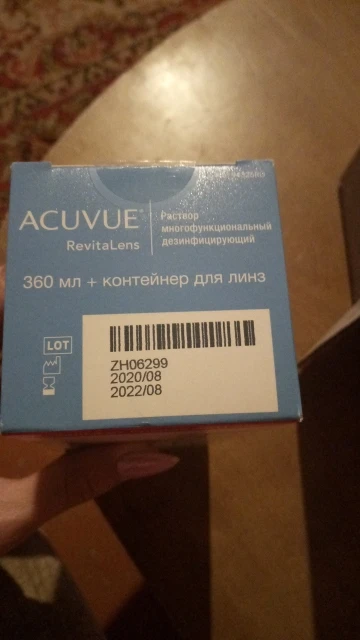 ACUVUE®
RevitaLens
Раствор
многофункциональный
дезинфицирующий
360 мл + контейнер для линз
LOT
ZH06299
2020/08
2022/08